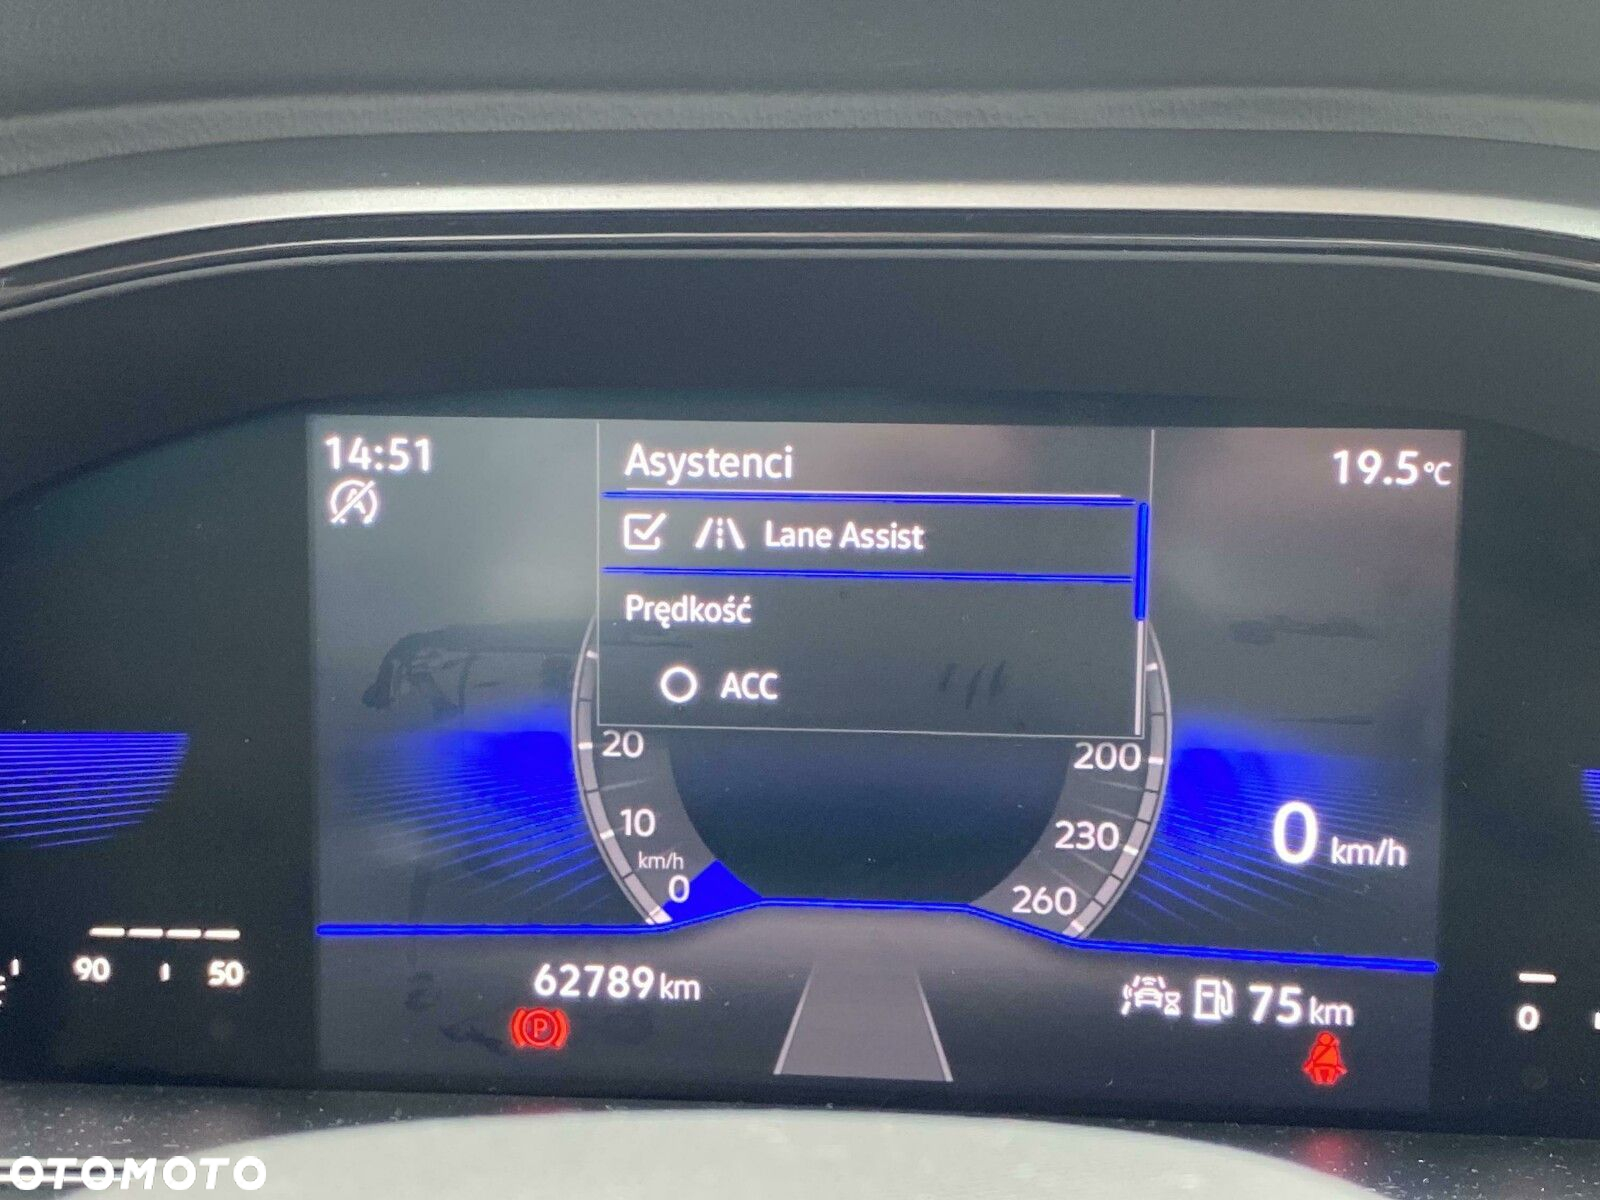 14:51
Asystenci
19.5°C
Lane Assist
Prędkość
ACC
20
200
10
230
0 km/h
km/h
0
260
90
50
62789 km
75 km
0
P
OTOMOTO